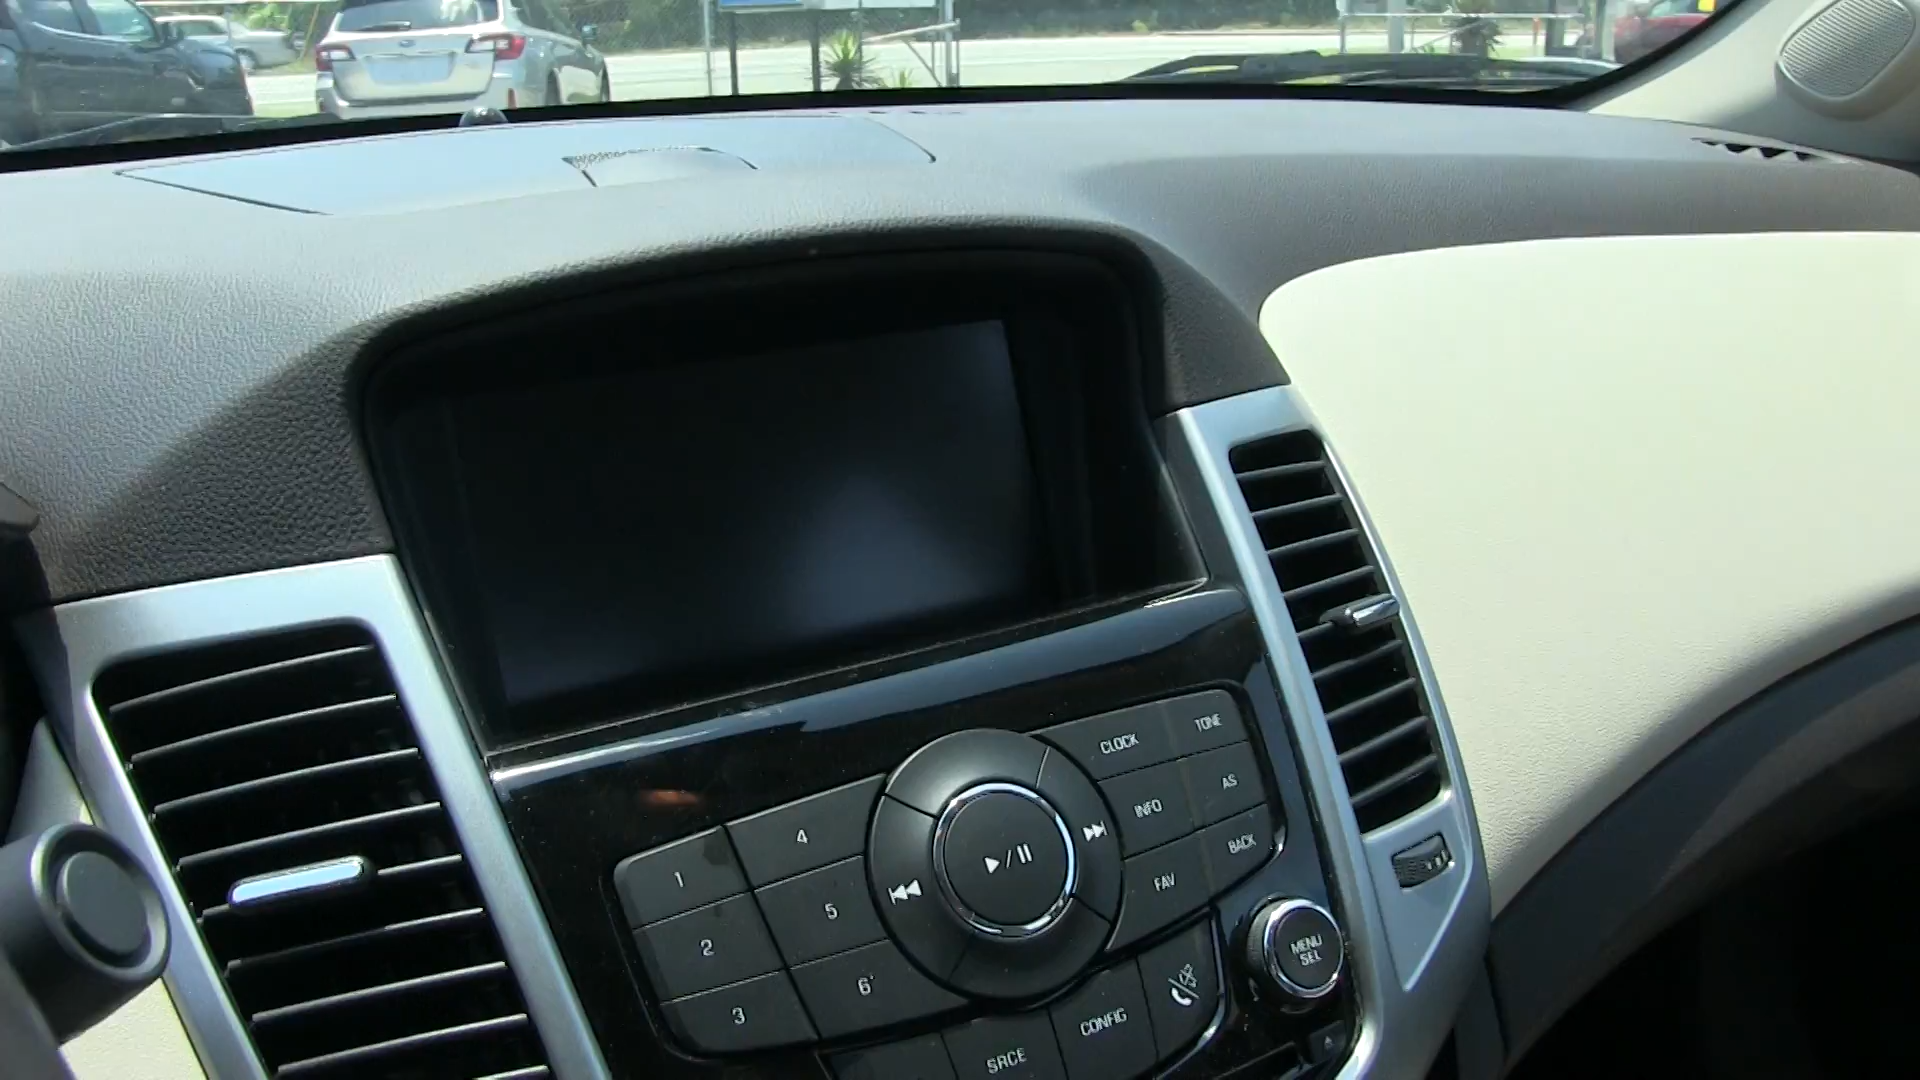 CLOCK
TONE
4
INFO
AS
1
5
FAV
BACK
2
6
MENU
SEL
3
CONFIG
SRCE